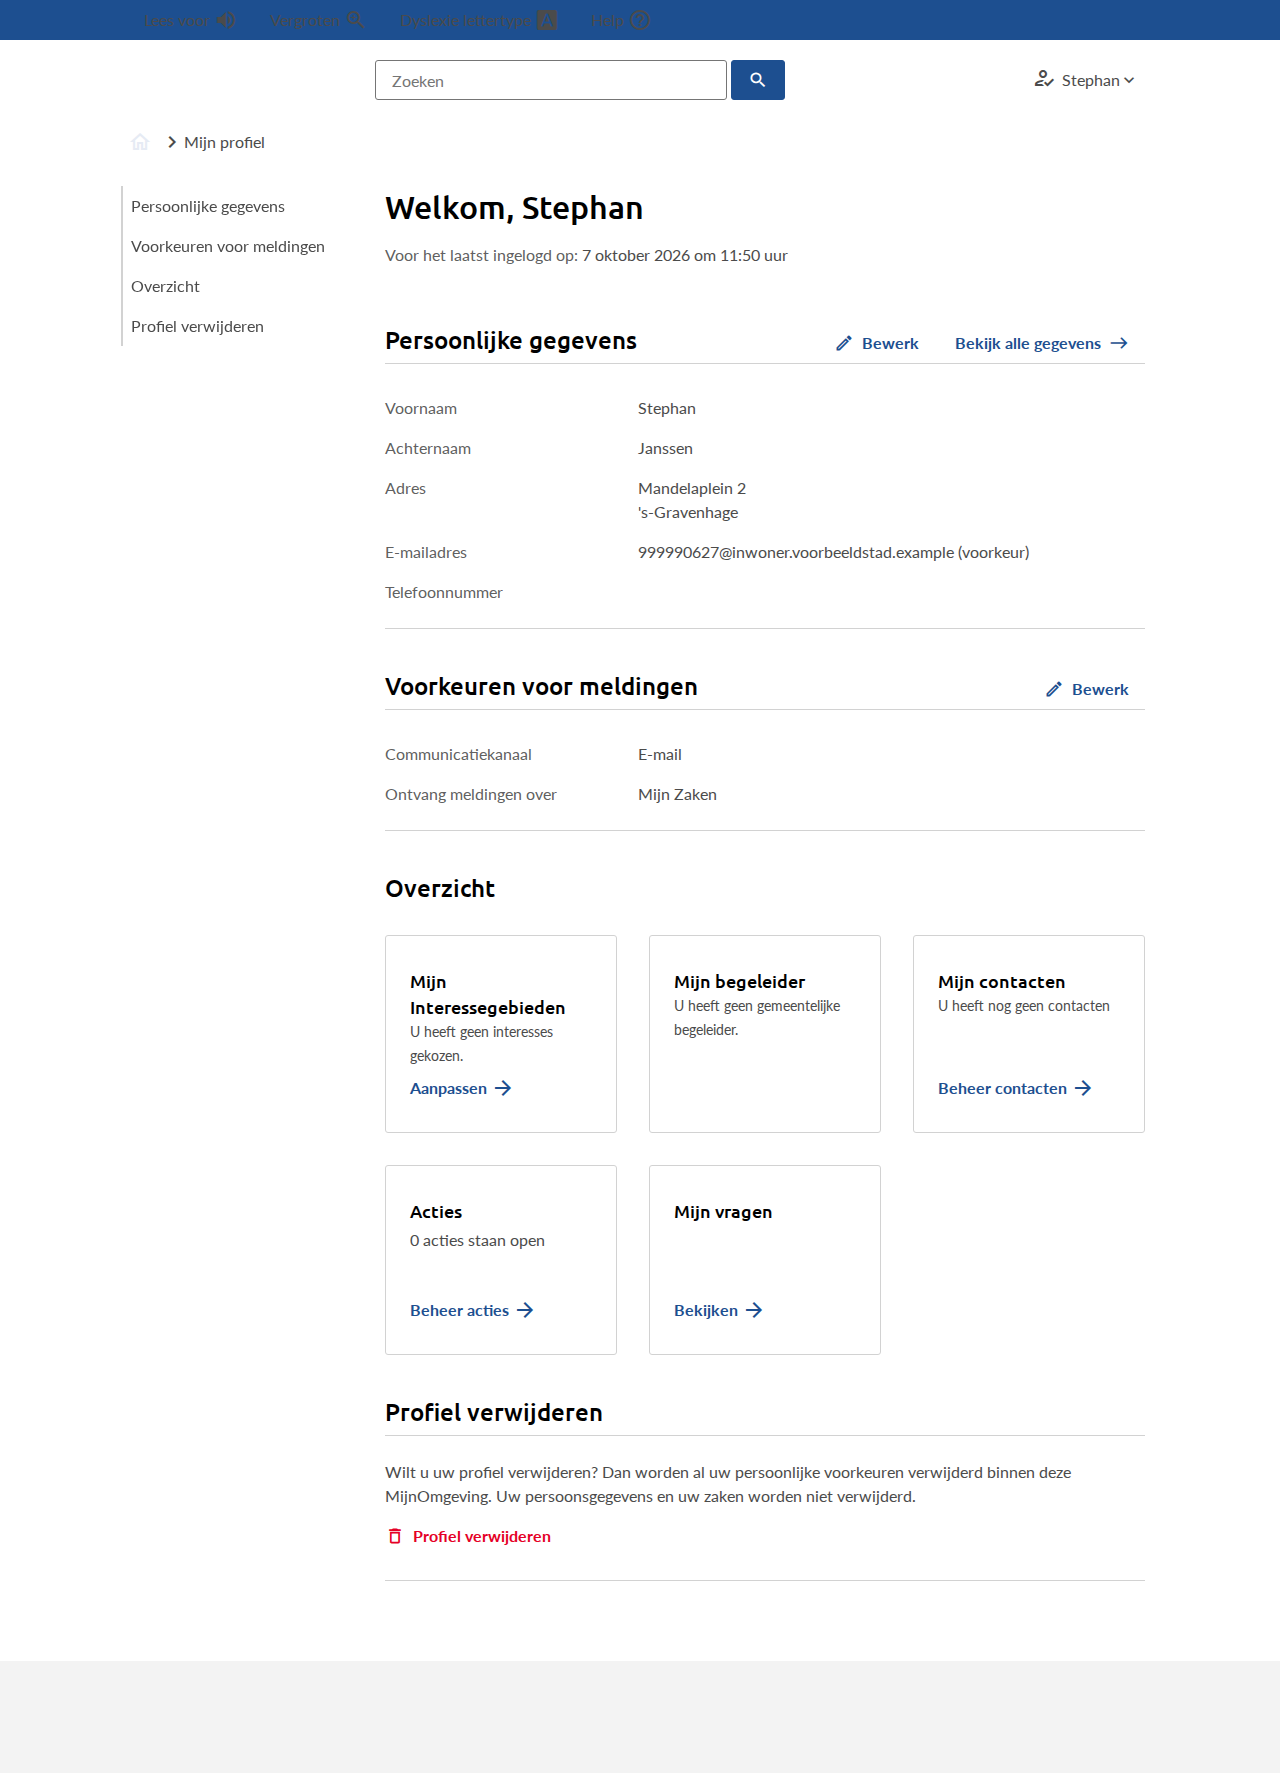 Lees voor
Vergroten
Dyslexie lettertype
Help
Zoeken
Stephan
Mijn profiel
Persoonlijke gegevens
Voorkeuren voor meldingen
Overzicht
Profiel verwijderen
Welkom, Stephan
Voor het laatst ingelogd op: 7 oktober 2026 om 11:50 uur
Persoonlijke gegevens
Bewerk
Bekijk alle gegevens
Voornaam Stephan
Achternaam Janssen
Adres Mandelaplein 2
's-Gravenhage
E-mailadres 999990627@inwoner.voorbeeldstad.example (voorkeur)
Telefoonnummer
Voorkeuren voor meldingen
Bewerk
Communicatiekanaal E-mail
Ontvang meldingen over Mijn Zaken
Overzicht
Mijn
Interessegebieden
U heeft geen interesses
gekozen.
Aanpassen
Mijn begeleider
U heeft geen gemeentelijke
begeleider.
Mijn contacten
U heeft nog geen contacten
Beheer contacten
Acties
0 acties staan open
Beheer acties
Mijn vragen
Bekijken
Profiel verwijderen
Wilt u uw profiel verwijderen? Dan worden al uw persoonlijke voorkeuren verwijderd binnen deze
MijnOmgeving. Uw persoonsgegevens en uw zaken worden niet verwijderd.
Profiel verwijderen